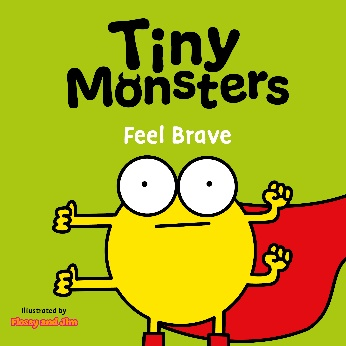 Tiny
Monsters
Feel Brave
Illustrated by
Flossy and Jim